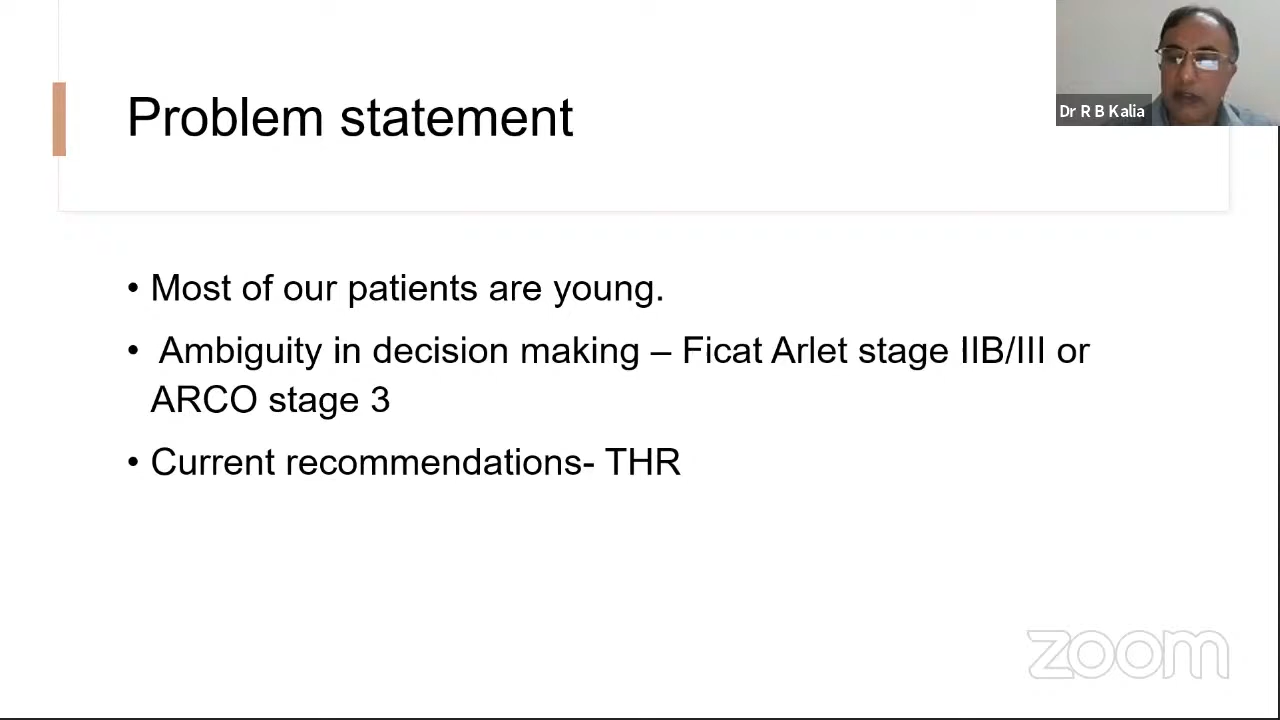 Problem statement
Dr R B Kalia
• Most of our patients are young.
• Ambiguity in decision making – Ficat Arlet stage IIB/III or
ARCO stage 3
• Current recommendations- THR
zoom